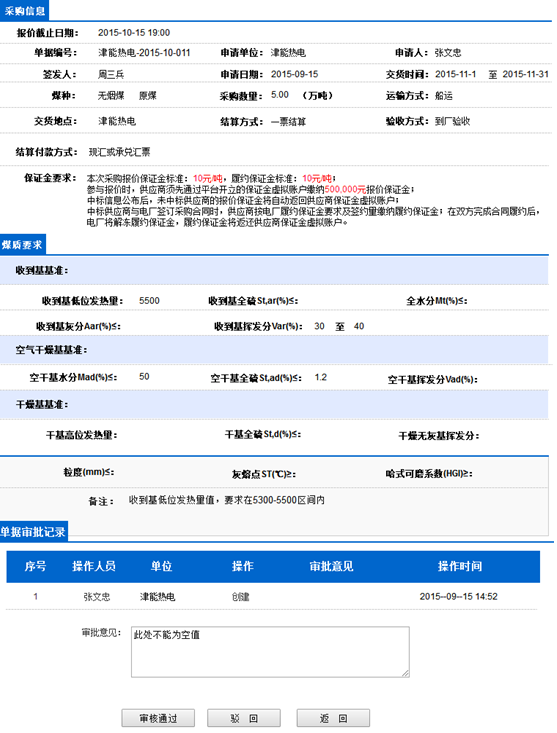 采购信息
报价截止日期： 2015-10-15 19:00
单据编号： 津能热电-2015-10-011 申请单位： 津能热电 申请人： 张文忠
签发人： 周三兵 申请日期： 2015-09-15 交货时间： 2015-11-1 至 2015-11-31
煤种： 无烟煤 原煤 采购数量： 5.00 （万吨） 运输方式： 船运
交货地点： 津能热电 结算方式： 一票结算 验收方式： 到厂验收
结算付款方式： 现汇或承兑汇票
保证金要求： 本次采购报价保证金标准：10元/吨，履约保证金标准：10元/吨；
参与报价时，供应商须先通过平台开立的保证金虚拟账户缴纳500,000元报价保证金；
中标信息公布后，未中标供应商的报价保证金将自动返回供应商保证金虚拟账户；
中标供应商与电厂签订采购合同时，供应商按电厂履约保证金要求及签约量缴纳履约保证金；在双方完成合同履约后，
电厂将解冻履约保证金，履约保证金将返还供应商保证金虚拟账户。
煤质要求
收到基基准：
收到基低位发热量： 5500 收到基全硫St,ar(%)≤： 全水分Mt(%)≤：
收到基灰分Aar(%)≤： 收到基挥发分Var(%)： 30 至 40
空气干燥基基准：
空干基水分Mad(%)≤： 50 空干基全硫St,ad(%)≤： 1.2 空干基挥发分Vad(%)：
干燥基基准：
干基高位发热量： 干基全硫St,d(%)≤： 干燥无灰基挥发分：
粒度(mm)≤： 灰熔点ST(℃)≥： 哈式可磨系数(HGI)≥：
备注： 收到基低位发热量值，要求在5300-5500区间内
单据审批记录
序号 操作人员 单位 操作 审批意见 操作时间
1 张文忠 津能热电 创建 2015--09--15 14:52
审批意见： 此处不能为空值
审核通过 驳 回 返 回